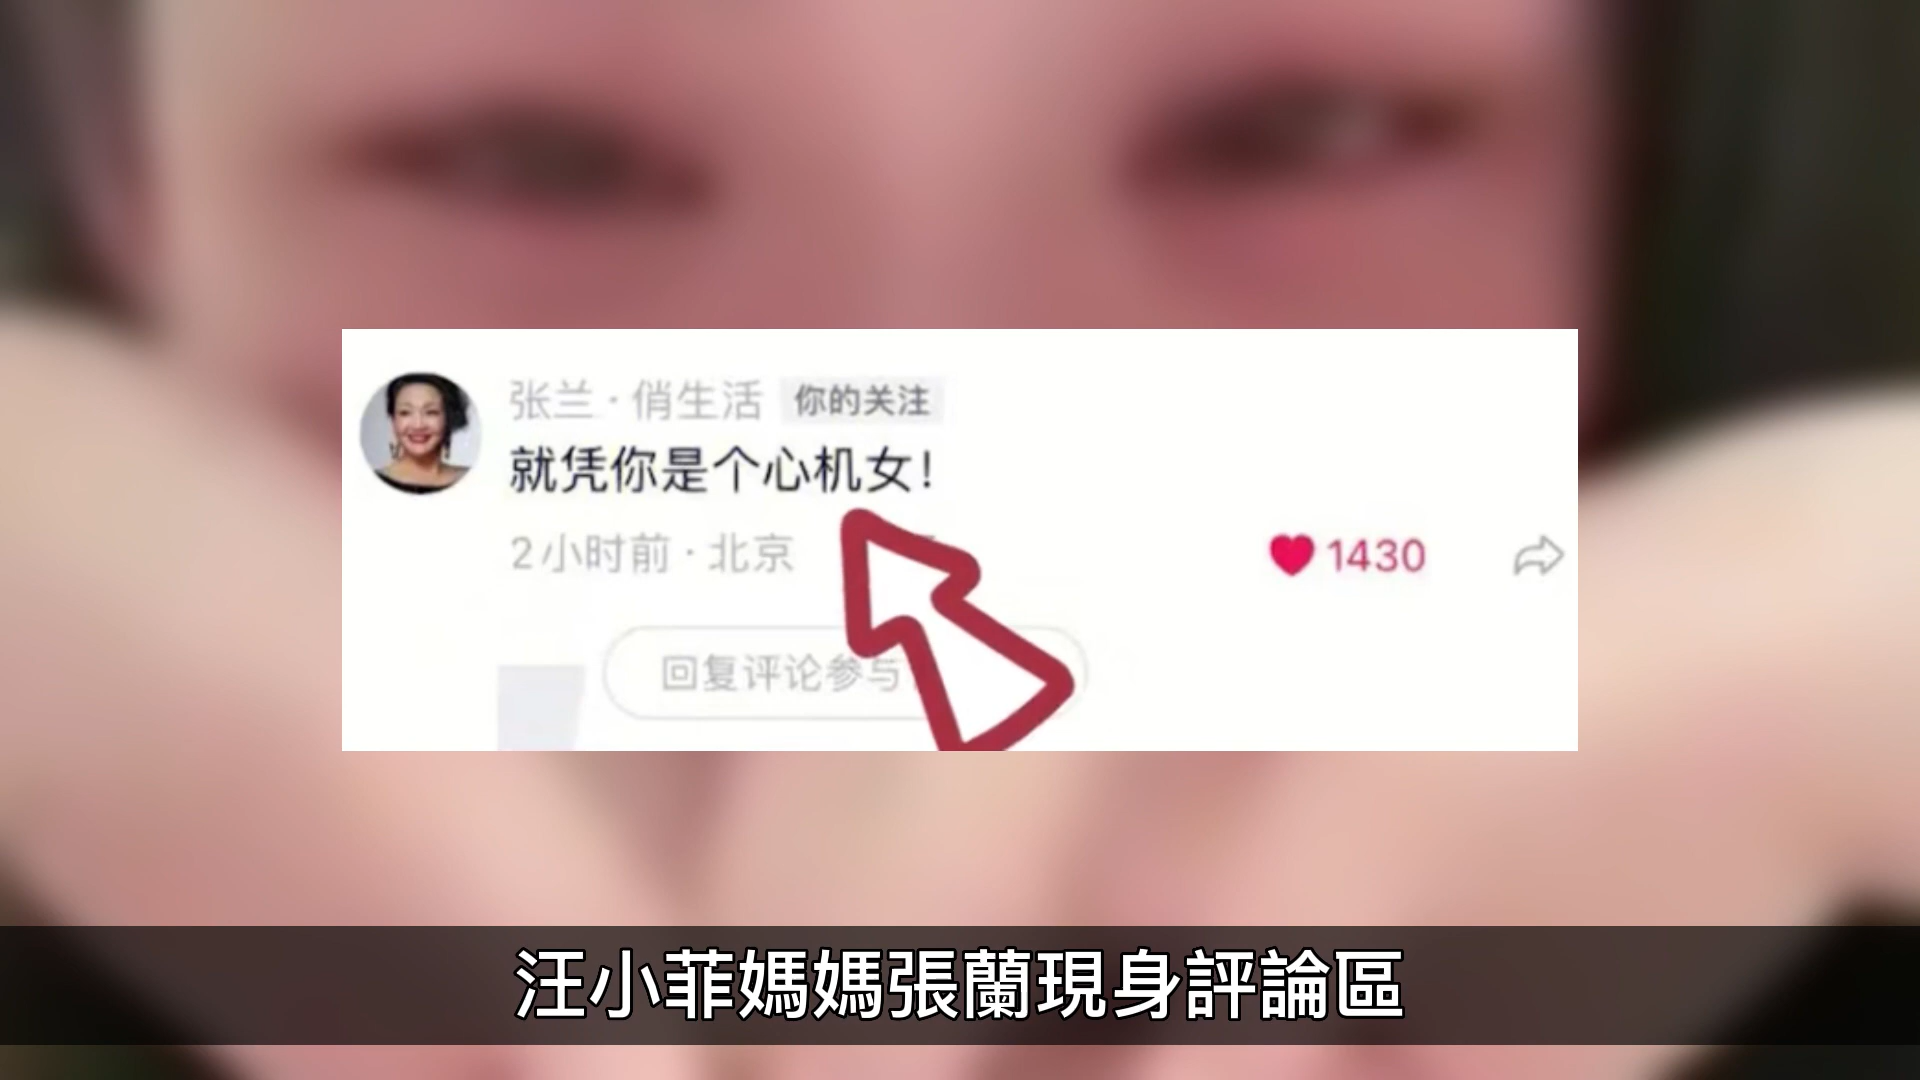 张兰·俏生活 你的关注
就凭你是个心机女!
2小时前·北京
1430
回复评论参与
汪小菲媽媽張蘭現身評論區